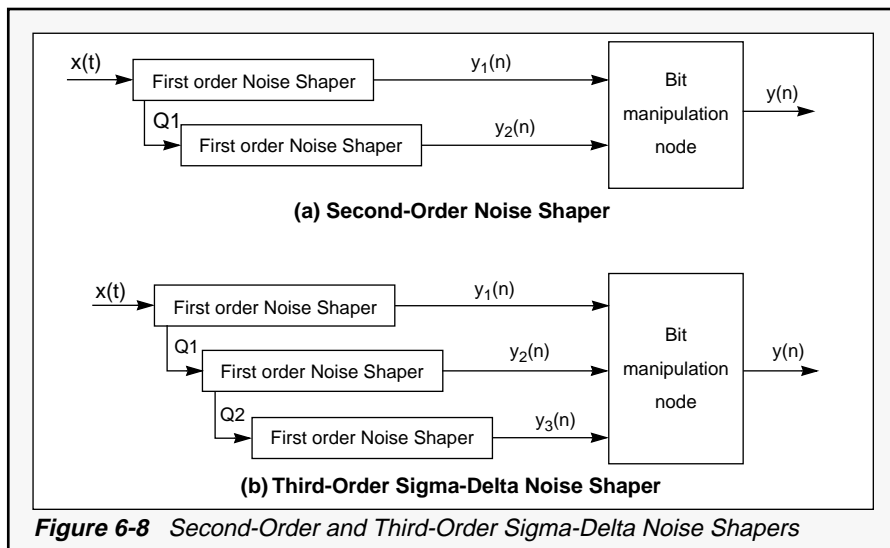 x(t)
First order Noise Shaper
y1(n)
Q1
First order Noise Shaper
y2(n)
Bit
manipulation
node
y(n)
(a) Second-Order Noise Shaper
x(t)
First order Noise Shaper
y1(n)
Q1
First order Noise Shaper
y2(n)
Q2
First order Noise Shaper
y3(n)
Bit
manipulation
node
y(n)
(b) Third-Order Sigma-Delta Noise Shaper
Figure 6-8 Second-Order and Third-Order Sigma-Delta Noise Shapers